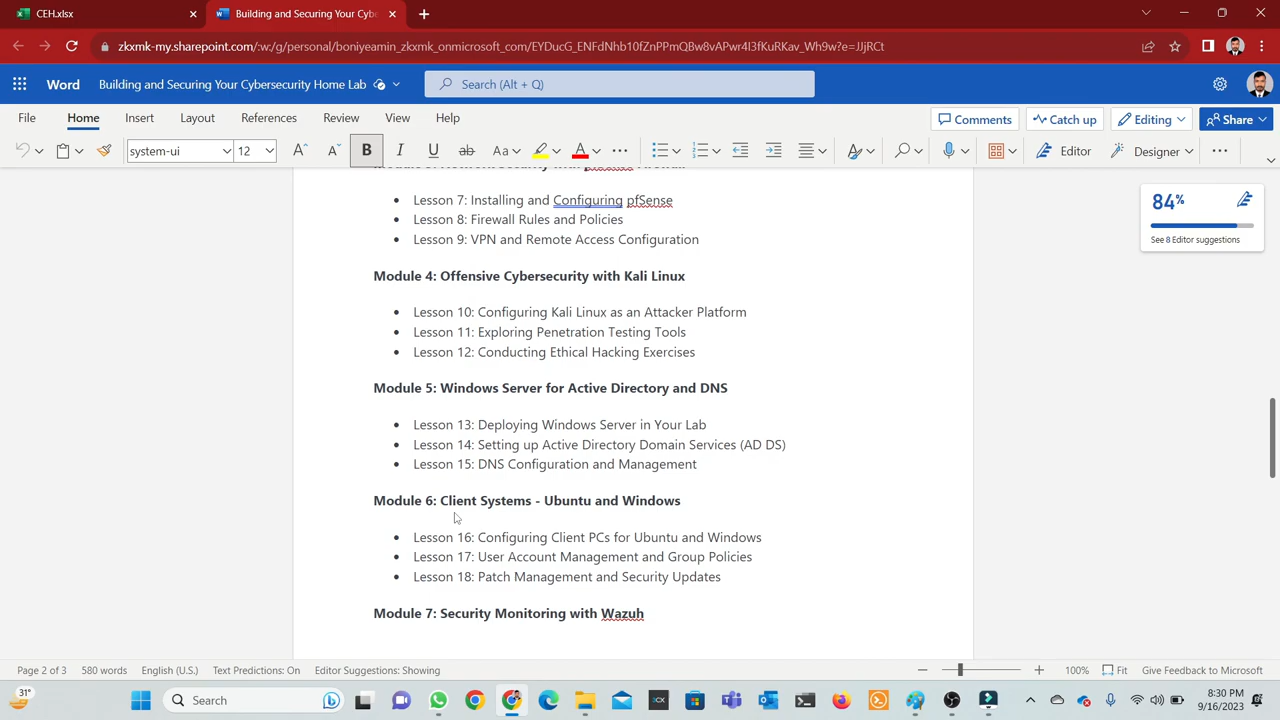 CEH.xlsx
Building and Securing Your Cybe
zkxmk-my.sharepoint.com/:w:/g/personal/boniyeamin_zkxmk_onmicrosoft_com/EYDucG_ENFdNhb10fZnPPmQBw8vAPwr4I3fKuRKav_Wh9w?e=JJjRCt
Word Building and Securing Your Cybersecurity Home Lab Search (Alt + Q)
File Home Insert Layout References Review View Help Comments Catch up Editing Share
system-ui 12 A A B I U ab Aa A Editor Designer
84%
See 8 Editor suggestions
• Lesson 7: Installing and Configuring pfSense
• Lesson 8: Firewall Rules and Policies
• Lesson 9: VPN and Remote Access Configuration
Module 4: Offensive Cybersecurity with Kali Linux
• Lesson 10: Configuring Kali Linux as an Attacker Platform
• Lesson 11: Exploring Penetration Testing Tools
• Lesson 12: Conducting Ethical Hacking Exercises
Module 5: Windows Server for Active Directory and DNS
• Lesson 13: Deploying Windows Server in Your Lab
• Lesson 14: Setting up Active Directory Domain Services (AD DS)
• Lesson 15: DNS Configuration and Management
Module 6: Client Systems - Ubuntu and Windows
• Lesson 16: Configuring Client PCs for Ubuntu and Windows
• Lesson 17: User Account Management and Group Policies
• Lesson 18: Patch Management and Security Updates
Module 7: Security Monitoring with Wazuh
Page 2 of 3 580 words English (U.S.) Text Predictions: On Editor Suggestions: Showing 100% Fit Give Feedback to Microsoft
31° Search 8:30 PM
9/16/2023